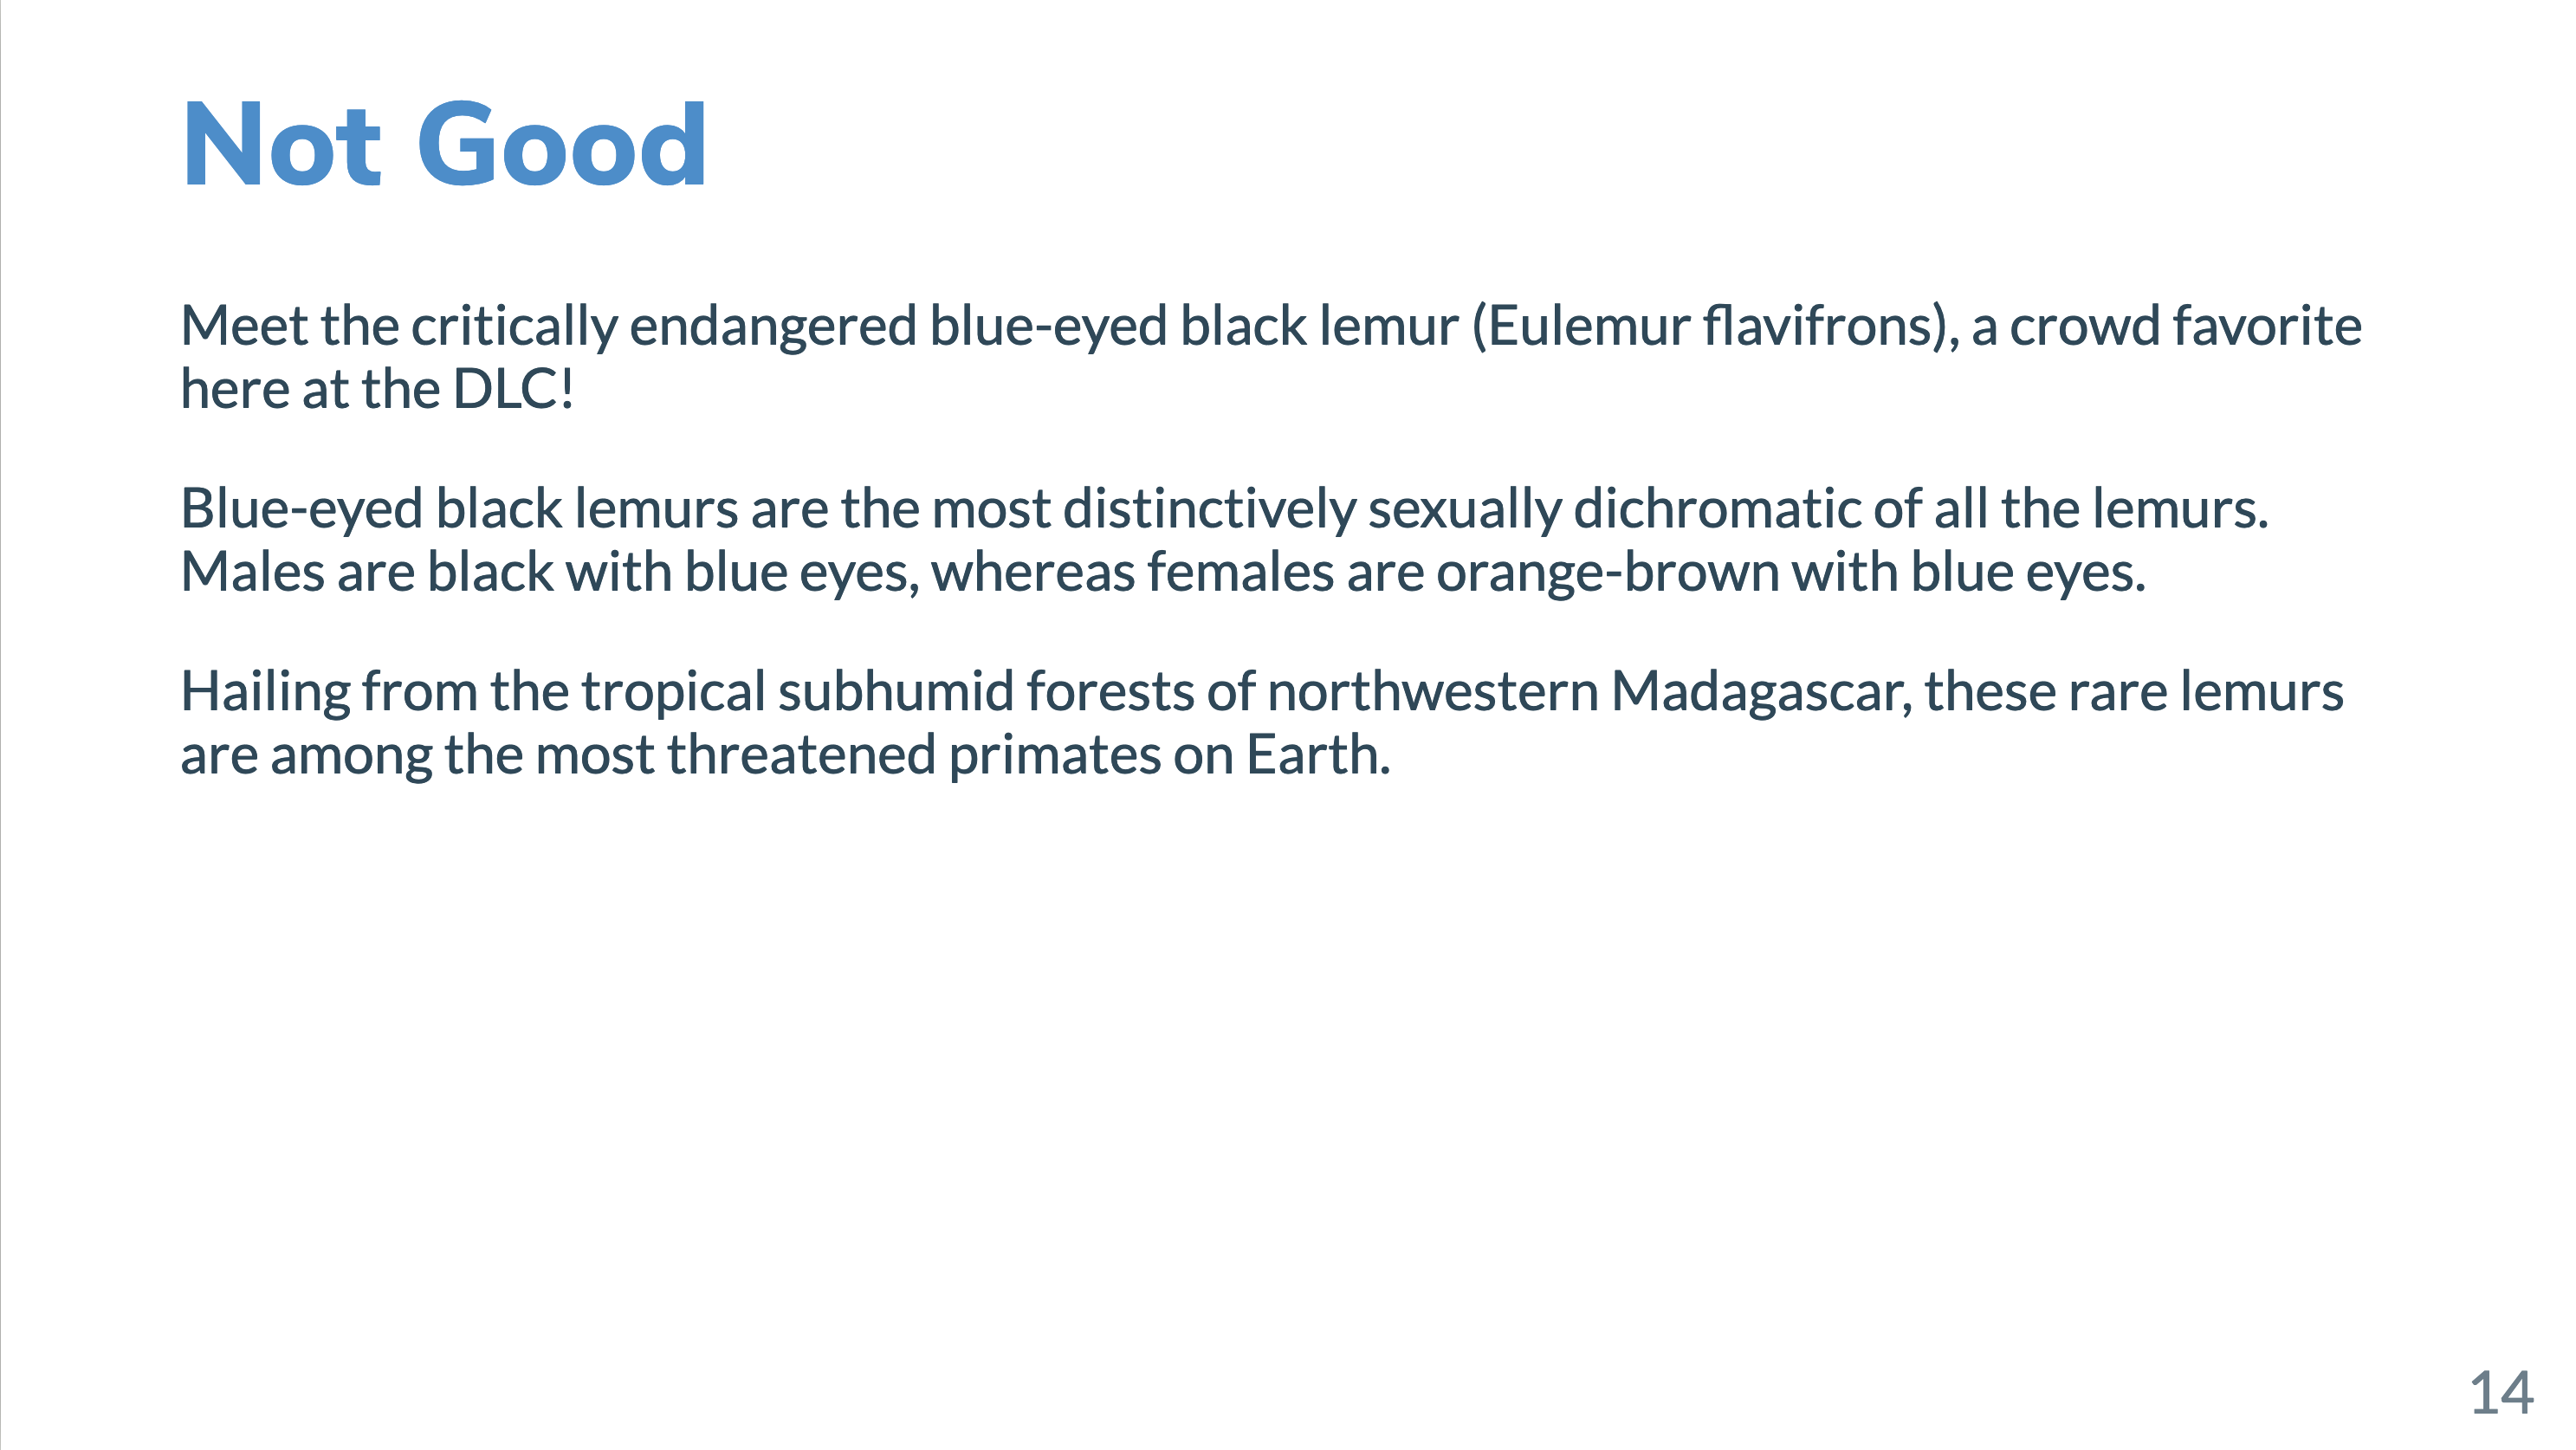 Not Good
Meet the critically endangered blue-eyed black lemur (Eulemur flavifrons), a crowd favorite
here at the DLC!
Blue-eyed black lemurs are the most distinctively sexually dichromatic of all the lemurs.
Males are black with blue eyes, whereas females are orange-brown with blue eyes.
Hailing from the tropical subhumid forests of northwestern Madagascar, these rare lemurs
are among the most threatened primates on Earth.
14